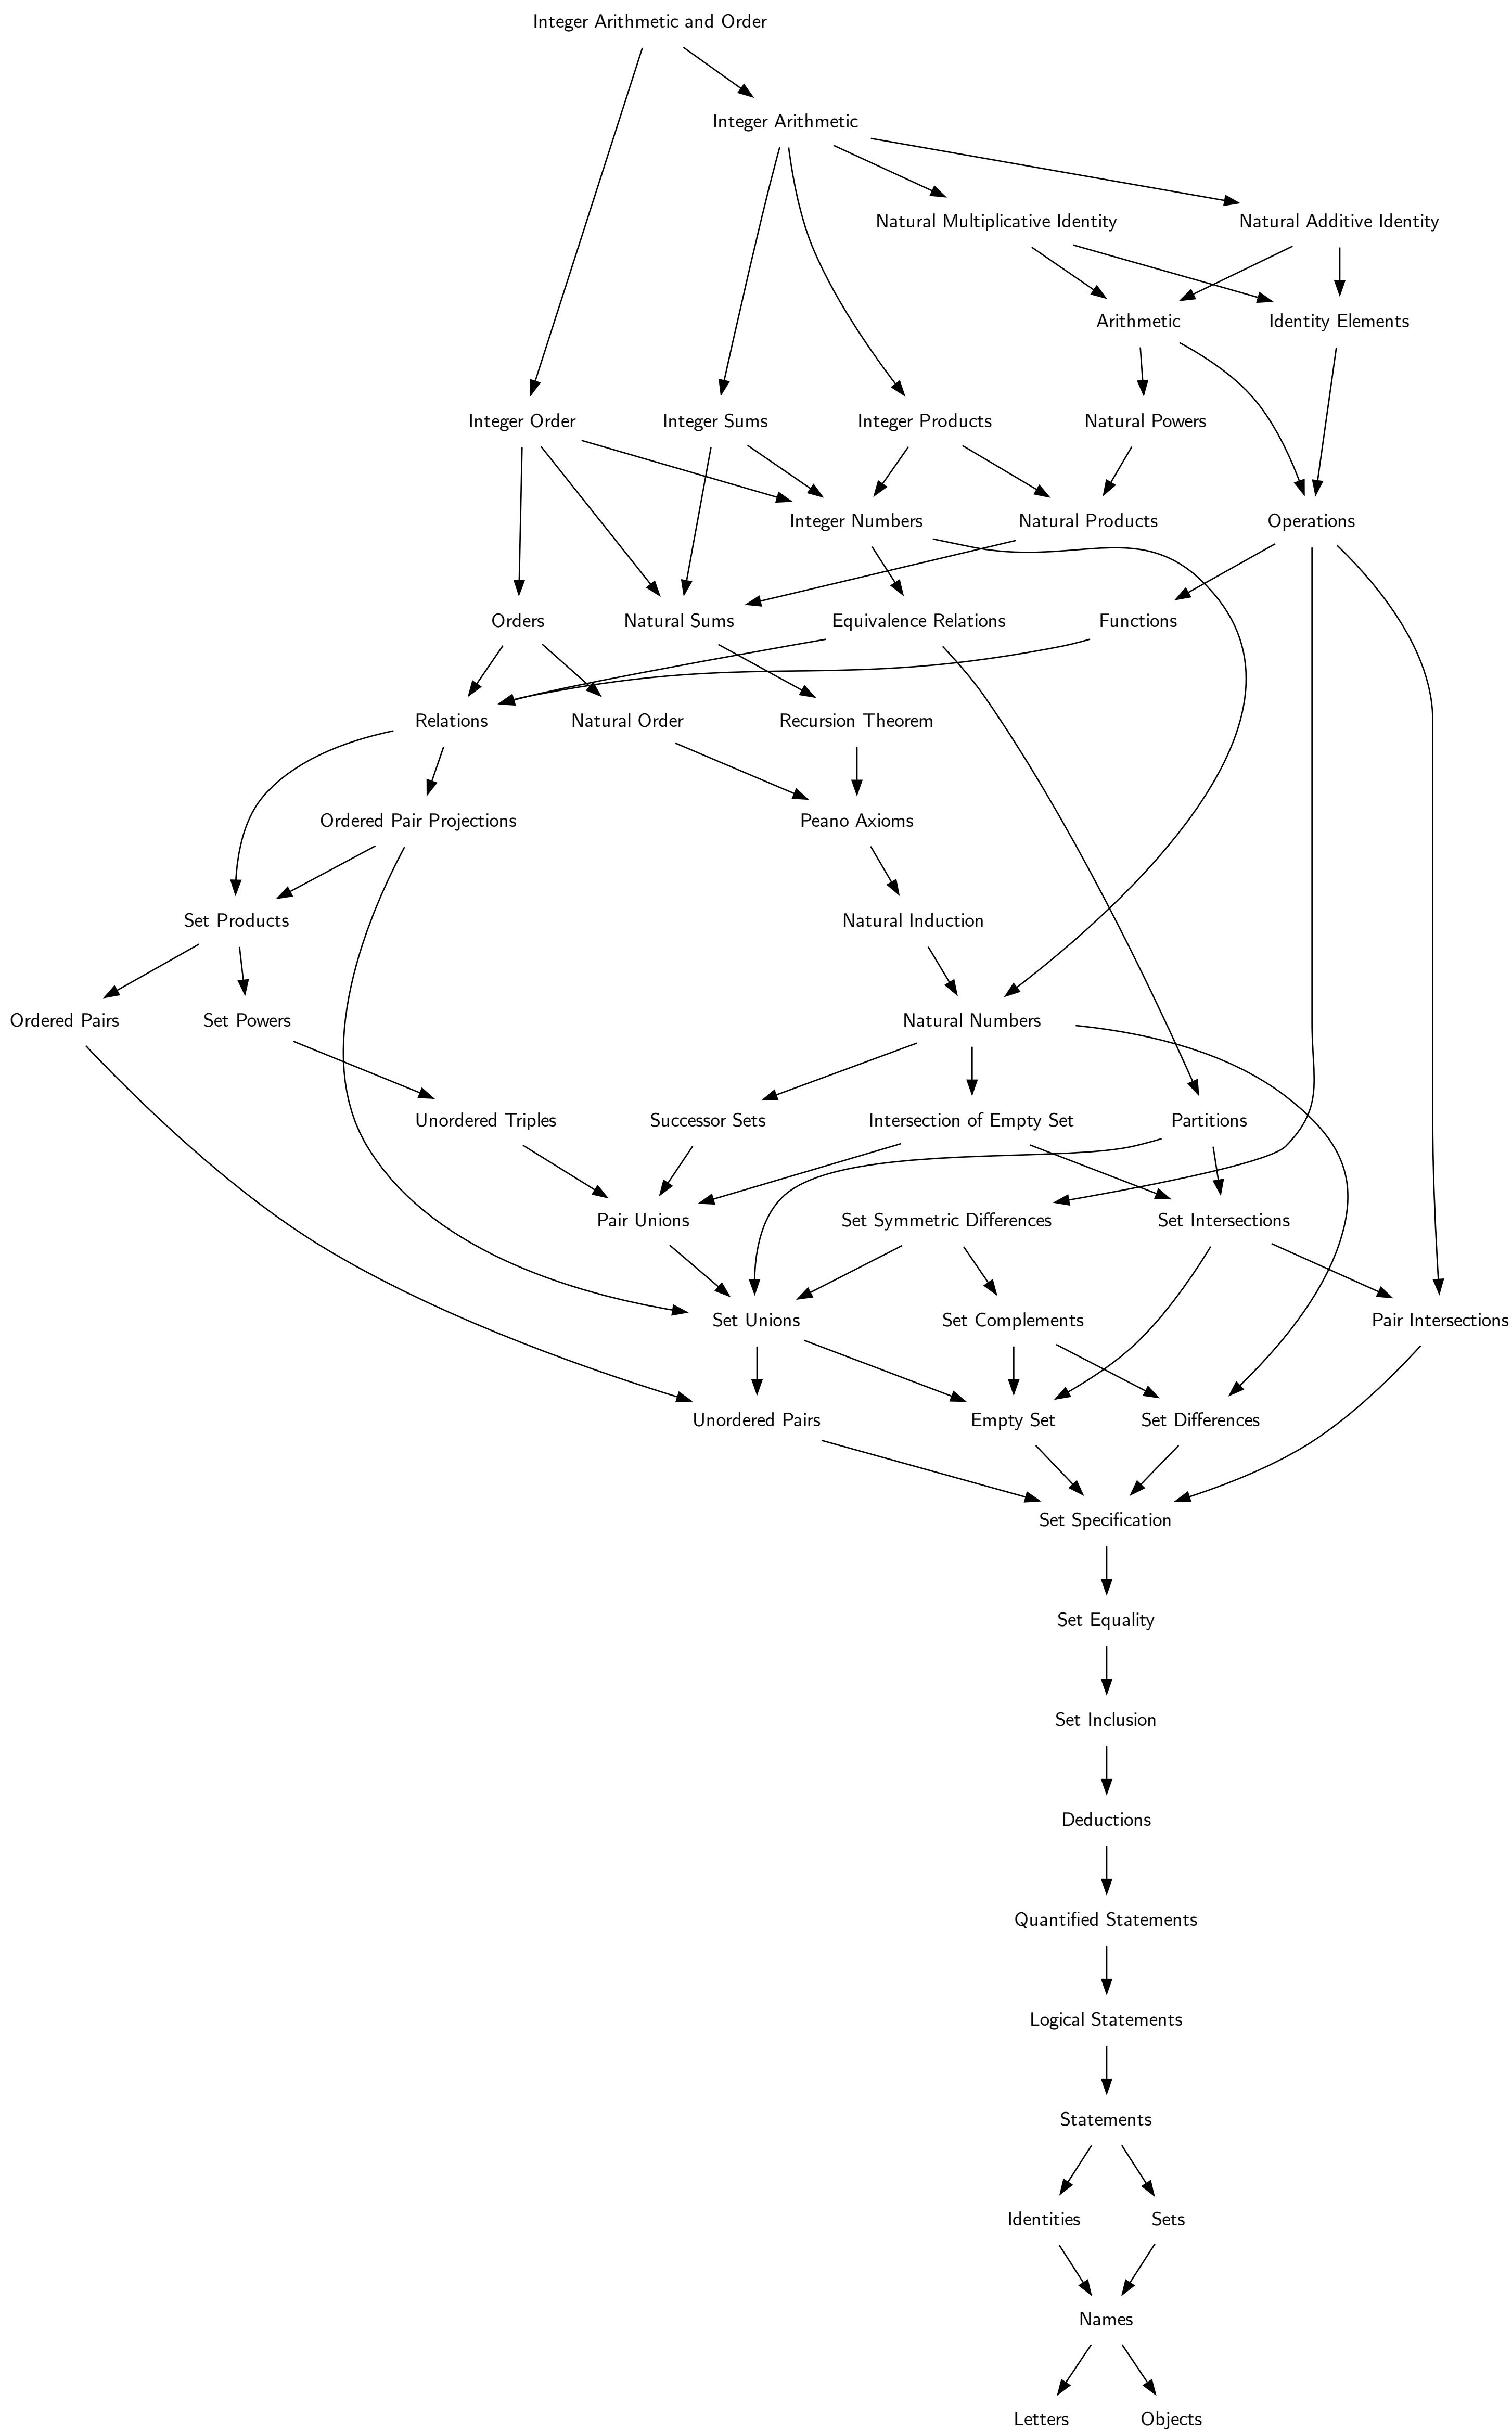 Integer Arithmetic and Order
Integer Arithmetic
Natural Multiplicative Identity
Natural Additive Identity
Arithmetic
Identity Elements
Integer Order
Integer Sums
Integer Products
Natural Powers
Integer Numbers
Natural Products
Operations
Orders
Natural Sums
Equivalence Relations
Functions
Relations
Natural Order
Recursion Theorem
Ordered Pair Projections
Peano Axioms
Set Products
Natural Induction
Ordered Pairs
Set Powers
Natural Numbers
Unordered Triples
Successor Sets
Intersection of Empty Set
Partitions
Pair Unions
Set Symmetric Differences
Set Intersections
Set Unions
Set Complements
Pair Intersections
Unordered Pairs
Empty Set
Set Differences
Set Specification
Set Equality
Set Inclusion
Deductions
Quantified Statements
Logical Statements
Statements
Identities
Sets
Names
Letters
Objects